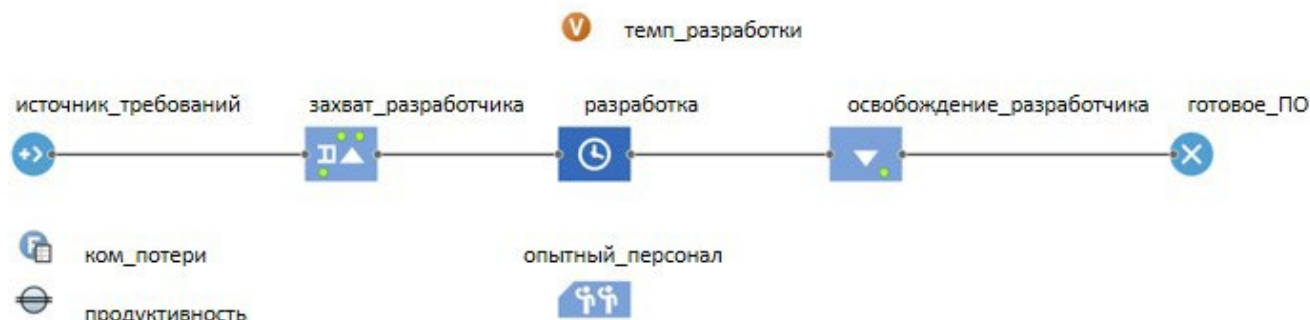 темп_разработки
источник_требований захват_разработчика разработка освобождение_разработчика готовое_ПО
ком_потери опытный_персонал
продуктивность